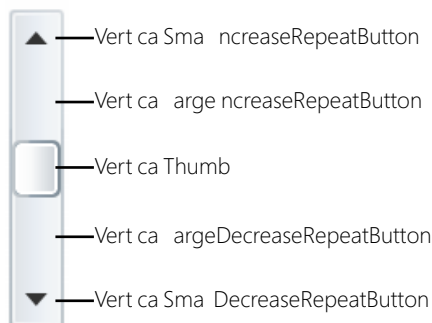 Vert ca Sma ncreaseRepeatButton
Vert ca arge ncreaseRepeatButton
Vert ca Thumb
Vert ca argeDecreaseRepeatButton
Vert ca Sma DecreaseRepeatButton